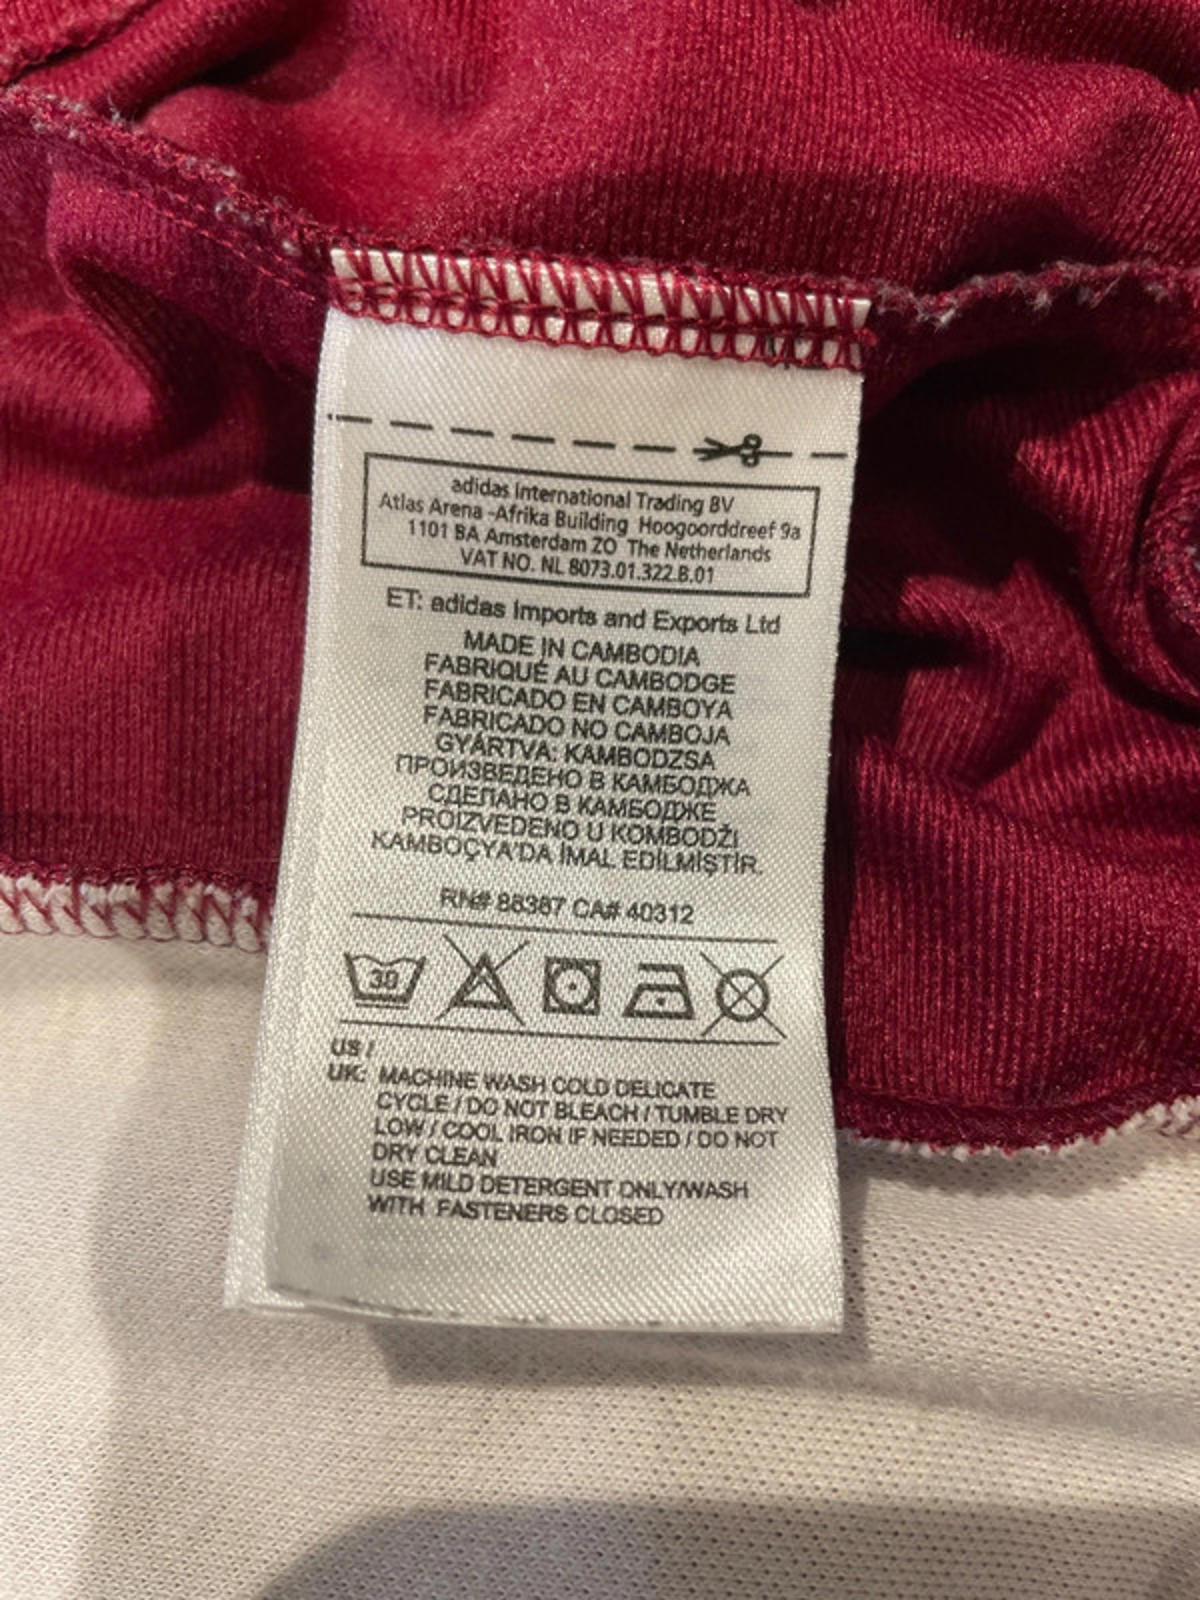 adidas International Trading BV
Atlas Arena -Afrika Building Hoogoorddreef 9a
1101 BA Amsterdam ZO The Netherlands
VAT NO. NL 8073.01.322.B.01
ET: adidas Imports and Exports Ltd
MADE IN CAMBODIA
FABRIQUÉ AU CAMBODGE
FABRICADO EN CAMBOYA
FABRICADO NO CAMBOJA
GYÁRTVA: KAMBODZSA
ПРОИЗВЕДЕНО В КАМБОДЖА
СДЕЛАНО В КАМБОДЖЕ
PROIZVEDENO U KOMBODŽI
KAMBOÇYA'DA İMAL EDİLMİŞTİR.
RN# 88387 CA# 40312
30
US /
UK: MACHINE WASH COLD DELICATE
CYCLE / DO NOT BLEACH / TUMBLE DRY
LOW / COOL IRON IF NEEDED / DO NOT
DRY CLEAN
USE MILD DETERGENT ONLY/WASH
WITH FASTENERS CLOSED